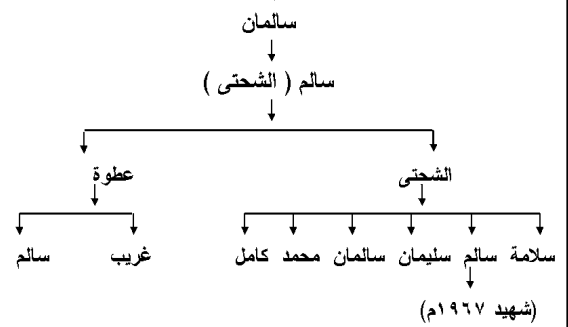 سالمان
سالم ( الشحتى )
الشحتى عطوة
سلامة سالم سليمان سالمان محمد كامل غريب سالم
(شهيد ١٩٦٧م)